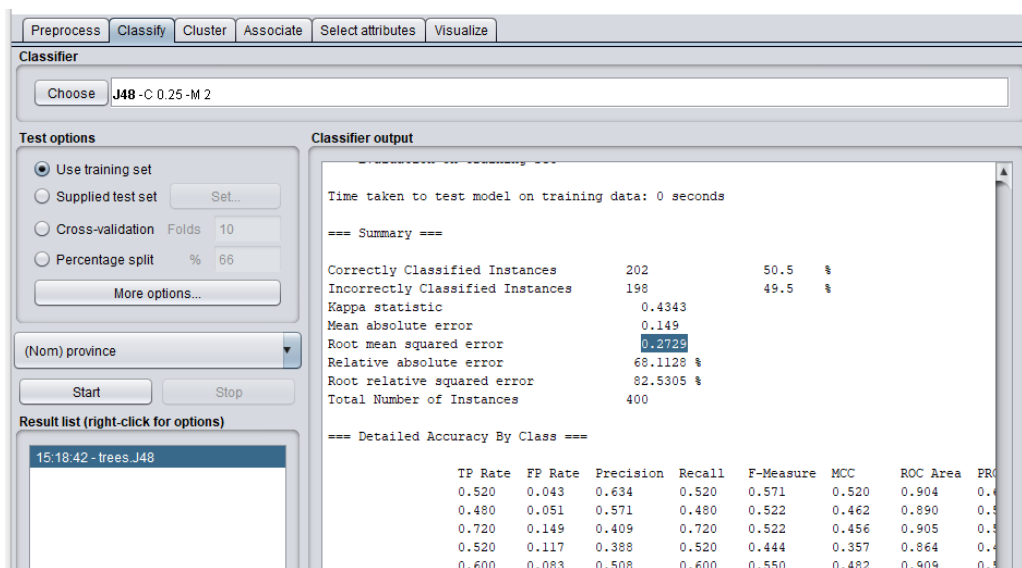 Preprocess Classify Cluster Associate Select attributes Visualize
Classifier
Choose J48 -C 0.25 -M 2
Test options
Use training set
Supplied test set Set...
Cross-validation Folds 10
Percentage split % 66
More options...
(Nom) province
Start Stop
Result list (right-click for options)
15:18:42 - trees.J48
Classifier output
Time taken to test model on training data: 0 seconds
=== Summary ===
Correctly Classified Instances 202 50.5 %
Incorrectly Classified Instances 198 49.5 %
Kappa statistic 0.4343
Mean absolute error 0.149
Root mean squared error 0.2729
Relative absolute error 68.1128 %
Root relative squared error 82.5305 %
Total Number of Instances 400
=== Detailed Accuracy By Class ===
TP Rate FP Rate Precision Recall F-Measure MCC ROC Area
0.520 0.043 0.634 0.520 0.571 0.520 0.904
0.480 0.051 0.571 0.480 0.522 0.462 0.890
0.720 0.149 0.409 0.720 0.522 0.456 0.905
0.520 0.117 0.388 0.520 0.444 0.357 0.864
0.600 0.083 0.508 0.600 0.550 0.482 0.909